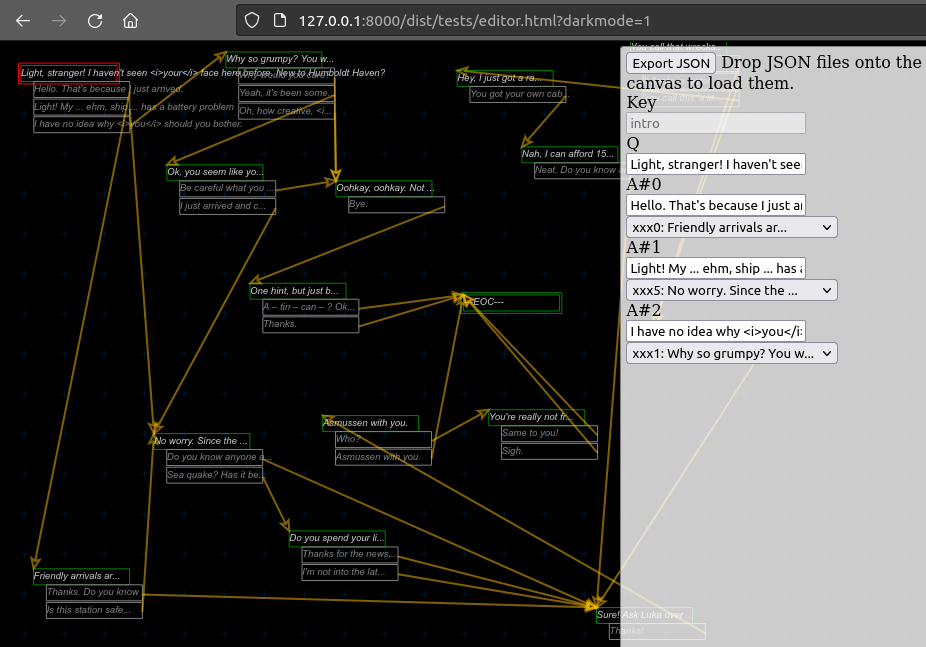 127.0.0.1:8000/dist/tests/editor.html?darkmode=1
Light, stranger! I haven't seen <i>you</i> face here before. New to Humboldt Haven?
Hello. That's because I just arrived.
Light! My ... ehm, ship ... has a battery problem
I have no idea why <i>you</i> should you bother.
Why so grumpy? You w...
Why would you care
Yeah, it's been some...
Oh, how creative, <i...
Hey, I just got a ra...
You got your own cab...
You call that wrecks
Nah, I can afford 15...
Neat. Do you know
Ok, you seem like yo...
Be careful what you ...
I just arrived and c...
Oohkay, oohkay. Not ...
Bye.
One hint, but just b...
A – tin – can – ? Ok...
Thanks.
--EOC---
Asmussen with you.
Who?
Asmussen with you.
You're really not fr...
Same to you!
Sigh.
No worry. Since the ...
Do you know anyone a...
Sea quake? Has it be...
Do you spend your li...
Thanks for the news,...
I'm not into the lat...
Friendly arrivals ar...
Thanks. Do you know
Is this station safe...
Sure! Ask Luka over ...
Thanks!
Export JSON Drop JSON files onto the
canvas to load them.
Key
intro
Q
Light, stranger! I haven't see
A#0
Hello. That's because I just a
xxx0: Friendly arrivals ar...
A#1
Light! My ... ehm, ship ... has
xxx5: No worry. Since the ...
A#2
I have no idea why <i>you</i>
xxx1: Why so grumpy? You w...